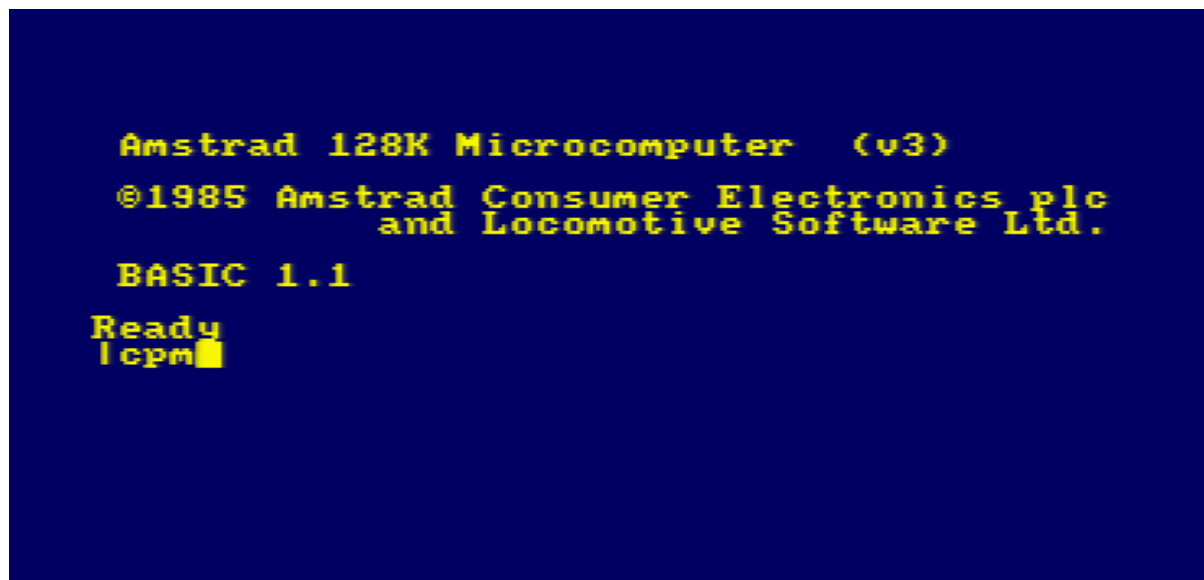 Amstrad 128K Microcomputer  (v3)
©1985 Amstrad Consumer Electronics plc
and Locomotive Software Ltd.
BASIC 1.1
Ready
|cpm